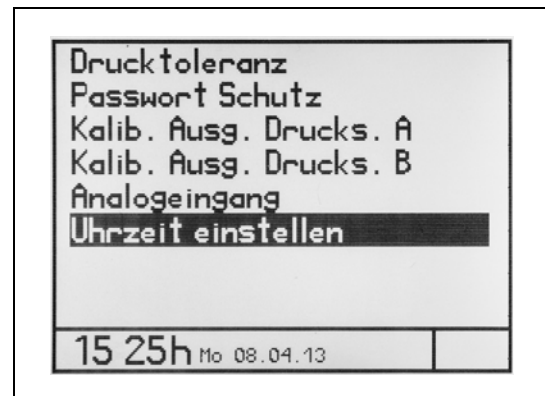 Drucktoleranz
Passwort Schutz
Kalib. Ausg. Drucks. A
Kalib. Ausg. Drucks. B
Analogeingang
Uhrzeit einstellen
15 25h Mo 08.04.13